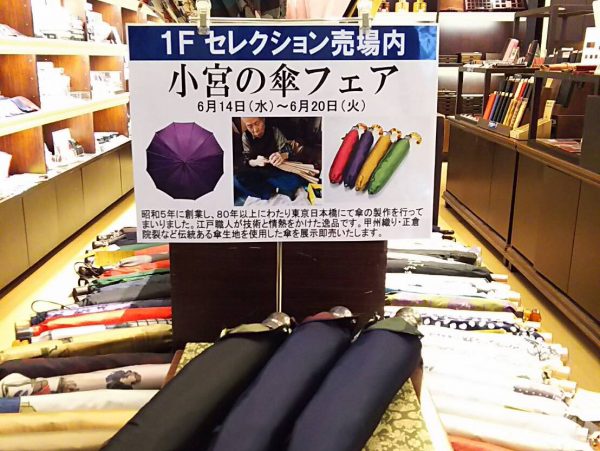 1F セレクション売場内
小宮の傘フェア
6月14日(水)～6月20日(火)
昭和5年に創業し、80年以上にわたり東京日本橋にて傘の製作を行って
まいりました。江戸職人が技術と情熱をかけた逸品です。甲州織り・正倉
院裂など伝統ある傘生地を使用した傘を展示即売いたします。